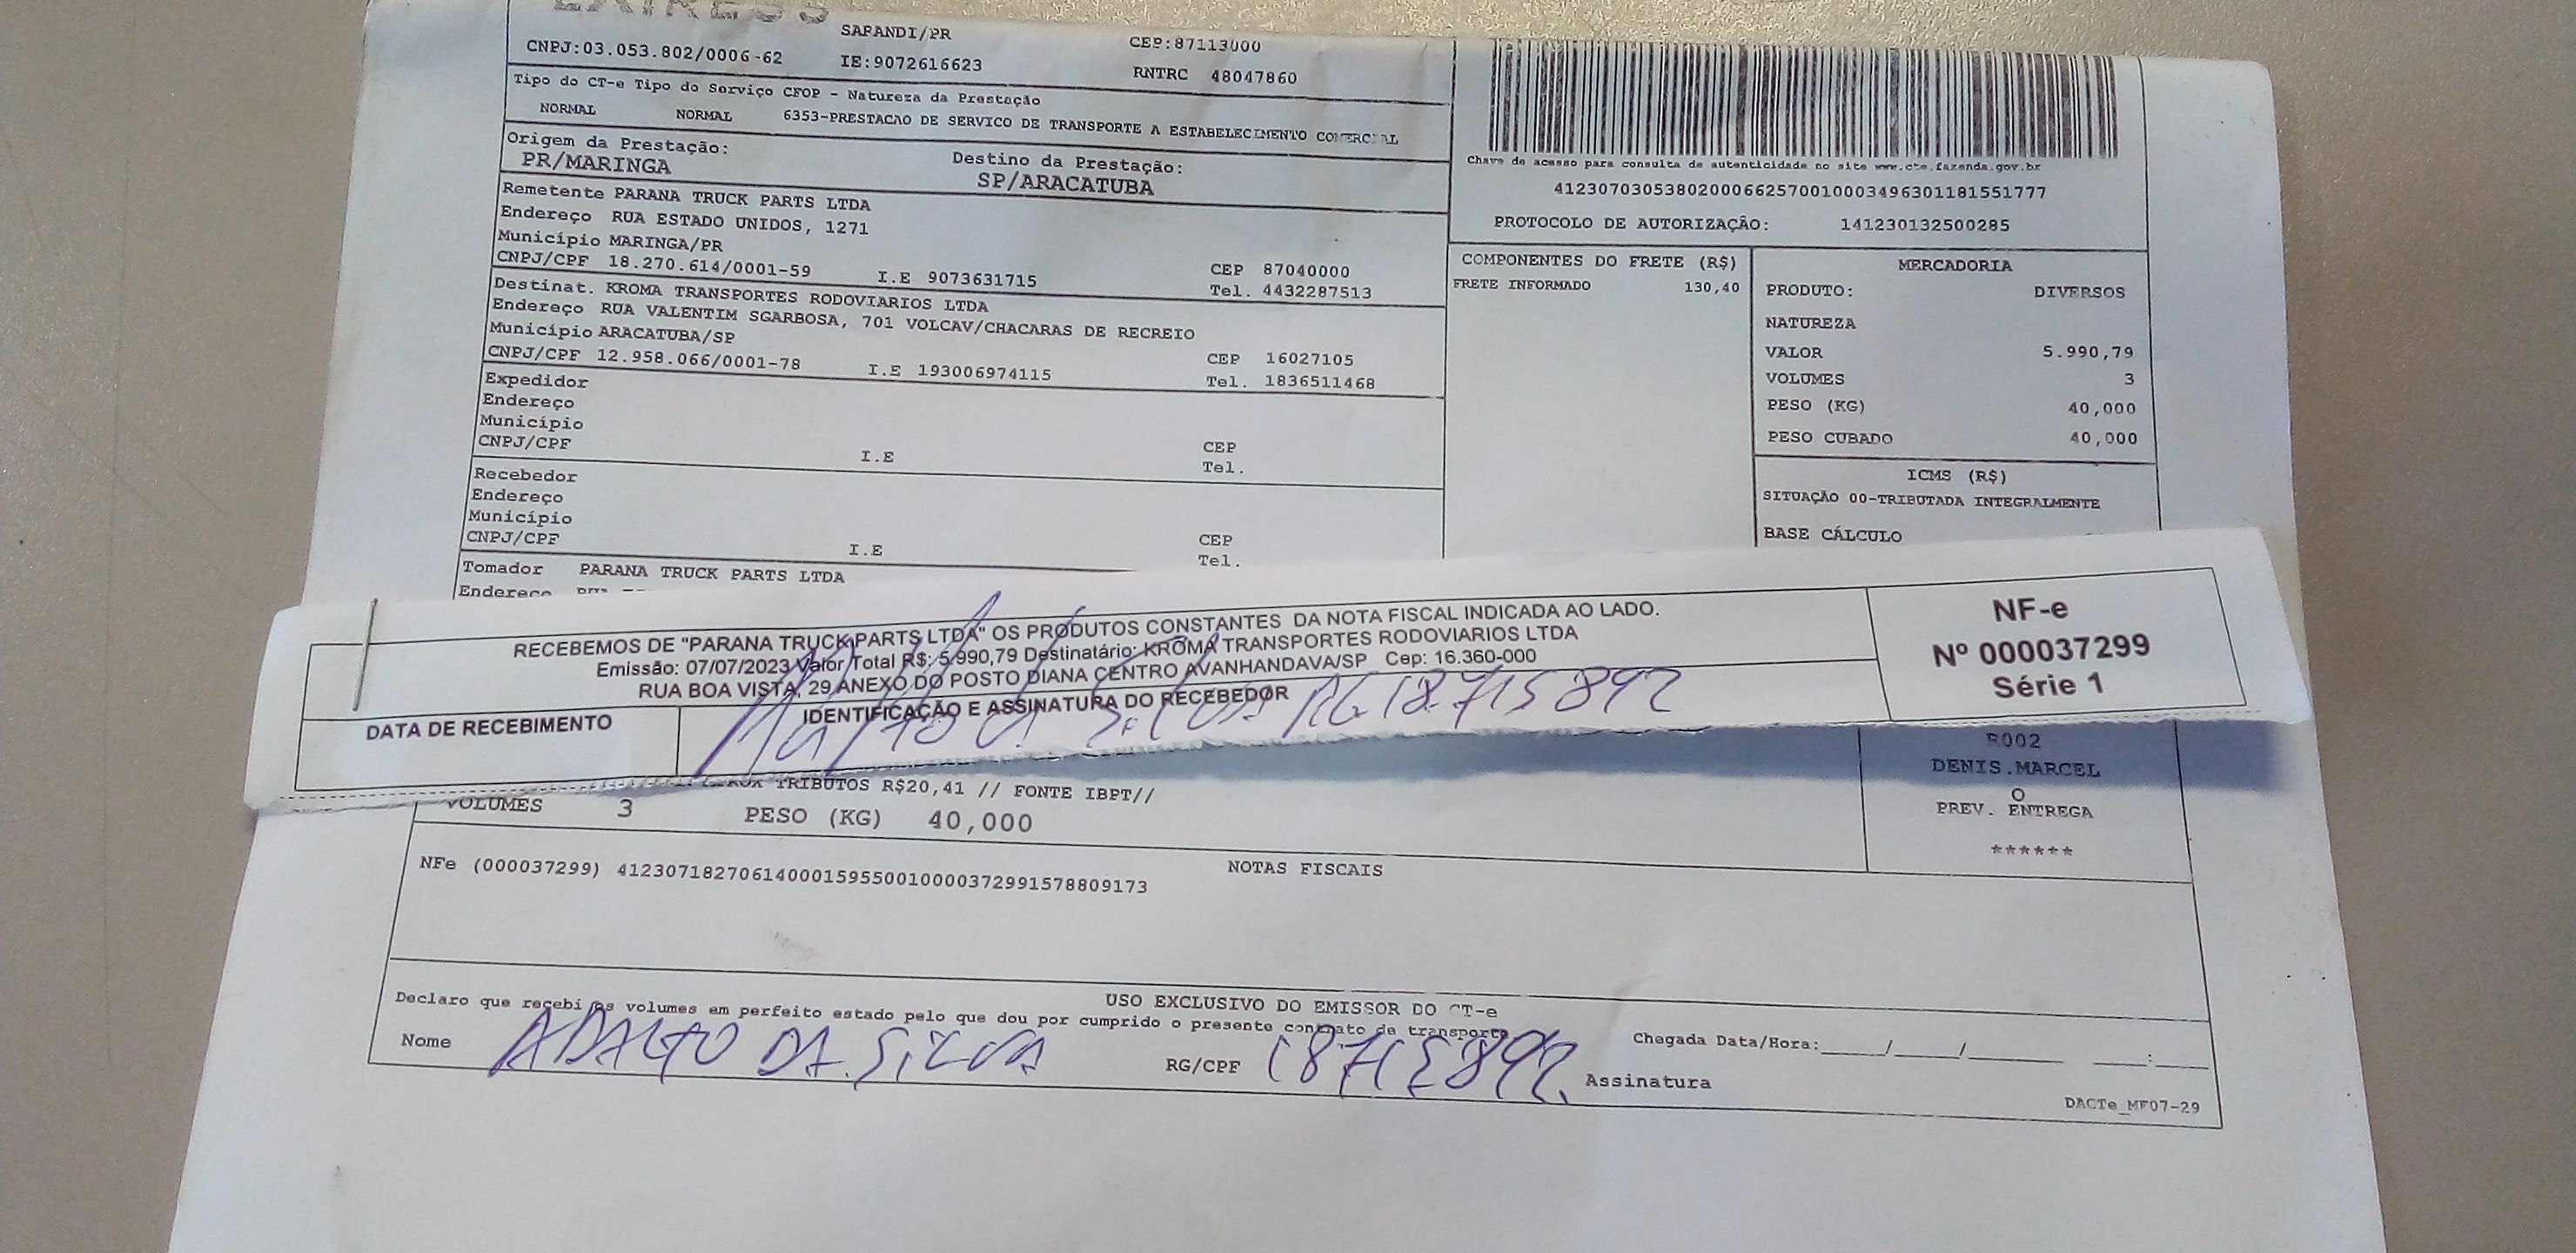 EXPRESS
SARANDI/PR
CEP:87113000
CNPJ:03.053.802/0006-62
IE:9072616623
RNTRC 48047860
Tipo do CT-e Tipo do Serviço CFOP - Natureza da Prestação
NORMAL NORMAL 6353-PRESTACAO DE SERVICO DE TRANSPORTE A ESTABELECIMENTO COMERCIAL
Origem da Prestação:
PR/MARINGA
Destino da Prestação:
SP/ARACATUBA
Remetente PARANA TRUCK PARTS LTDA
Endereço RUA ESTADO UNIDOS, 1271
Município MARINGA/PR
CNPJ/CPF 18.270.614/0001-59 I.E 9073631715
CEP 87040000
Tel. 4432287513
Destinat. KROMA TRANSPORTES RODOVIARIOS LTDA
Endereço RUA VALENTIM SGARBOSA, 701 VOLCAV/CHACARAS DE RECREIO
Município ARACATUBA/SP
CNPJ/CPF 12.958.066/0001-78 I.E 193006974115
CEP 16027105
Tel. 1836511468
Expedidor
Endereço
Município
CNPJ/CPF I.E
CEP
Tel.
Recebedor
Endereço
Município
CNPJ/CPF I.E
CEP
Tel.
Tomador PARANA TRUCK PARTS LTDA
Endereço
Chave de acesso para consulta de autenticidade no site www.cte.fazenda.gov.br
41230703053802000662570010003496301181551777
PROTOCOLO DE AUTORIZAÇÃO: 141230132500285
COMPONENTES DO FRETE (R$)
FRETE INFORMADO 130,40
MERCADORIA
PRODUTO: DIVERSOS
NATUREZA
VALOR 5.990,79
VOLUMES 3
PESO (KG) 40,000
PESO CUBADO 40,000
ICMS (R$)
SITUAÇÃO 00-TRIBUTADA INTEGRALMENTE
BASE CÁLCULO
RECEBEMOS DE "PARANA TRUCK PARTS LTDA" OS PRODUTOS CONSTANTES DA NOTA FISCAL INDICADA AO LADO.
Emissão: 07/07/2023 Valor Total R$: 5.990,79 Destinatário: KROMA TRANSPORTES RODOVIARIOS LTDA
RUA BOA VISTA, 29 ANEXO DO POSTO DIANA CENTRO AVANHANDAVA/SP Cep: 16.360-000
DATA DE RECEBIMENTO
IDENTIFICAÇÃO E ASSINATURA DO RECEBEDOR
RG 18.715892
NF-e
Nº 000037299
Série 1
R002
DENIS.MARCEL
O
PREV. ENTREGA
******
TRIBUTOS R$20,41 // FONTE IBPT//
VOLUMES 3 PESO (KG) 40,000
NOTAS FISCAIS
NFe (000037299) 41230718270614000159550010000372991578809173
USO EXCLUSIVO DO EMISSOR DO CT-e
Declaro que recebi os volumes em perfeito estado pelo que dou por cumprido o presente contrato de transporte
Nome ADALTO DA SILVA RG/CPF 18715892
Chegada Data/Hora:_____/_____/_______ ____:____
Assinatura
DACTe_MF07-29